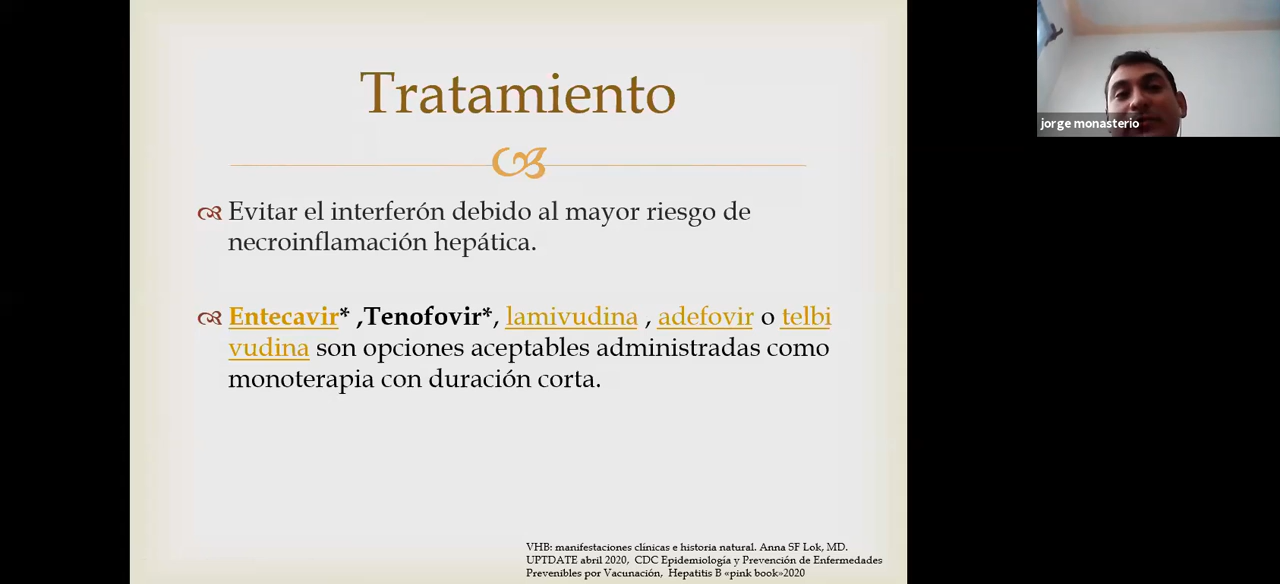 Tratamiento
Evitar el interferón debido al mayor riesgo de
necroinflamación hepática.
Entecavir* ,Tenofovir*, lamivudina , adefovir o telbi
vudina son opciones aceptables administradas como
monoterapia con duración corta.
VHB: manifestaciones clínicas e historia natural. Anna SF Lok, MD.
UPTDATE abril 2020, CDC Epidemiología y Prevención de Enfermedades
Prevenibles por Vacunación, Hepatitis B «pink book»2020
jorge monasterio